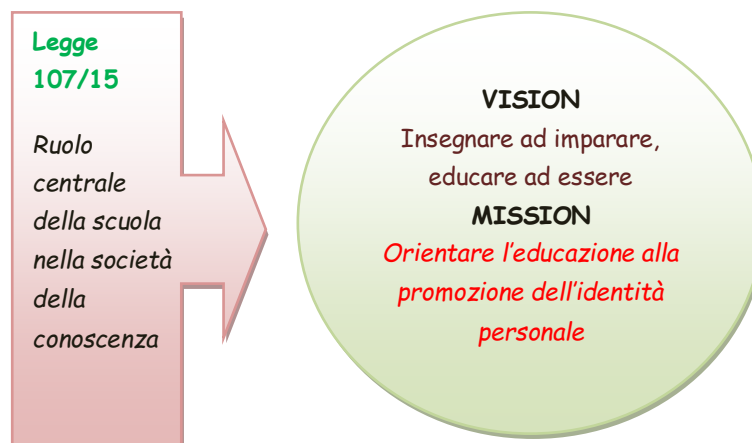 Legge
107/15
Ruolo
centrale
della scuola
nella società
della
conoscenza
VISION
Insegnare ad imparare,
educare ad essere
MISSION
Orientare l’educazione alla
promozione dell’identità
personale